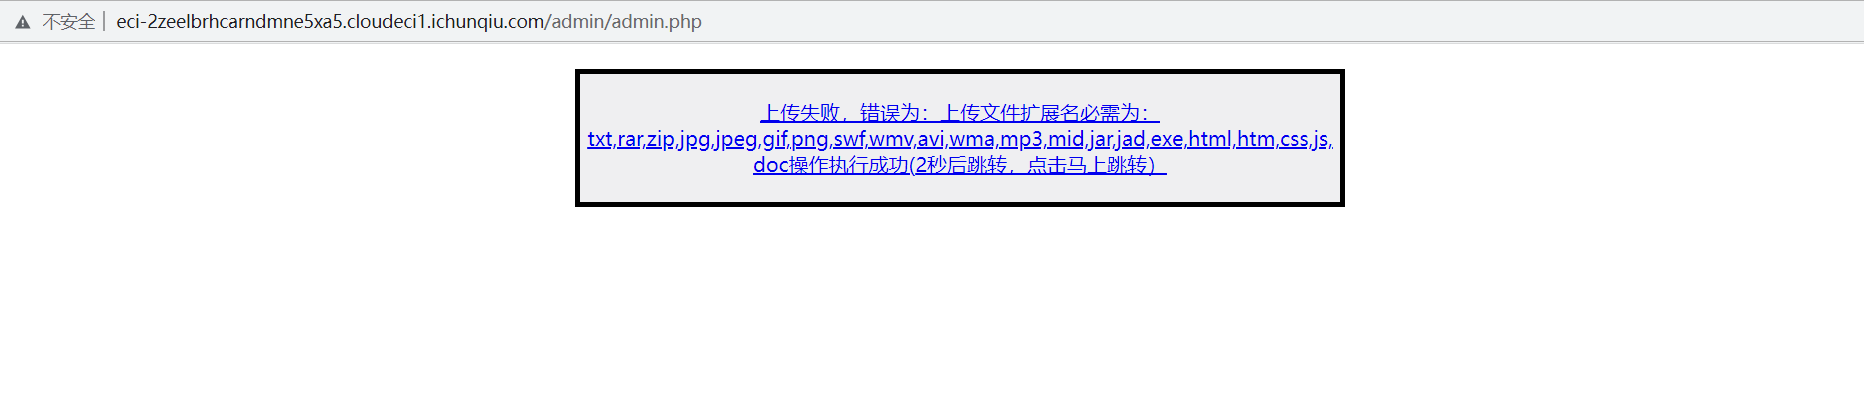 不安全 eci-2zeelbrhcarndmne5xa5.cloudeci1.ichunqiu.com/admin/admin.php
上传失败，错误为：上传文件扩展名必需为：
txt,rar,zip,jpg,jpeg,gif,png,swf,wmv,avi,wma,mp3,mid,jar,jad,exe,html,htm,css,js,
doc操作执行成功(2秒后跳转，点击马上跳转）